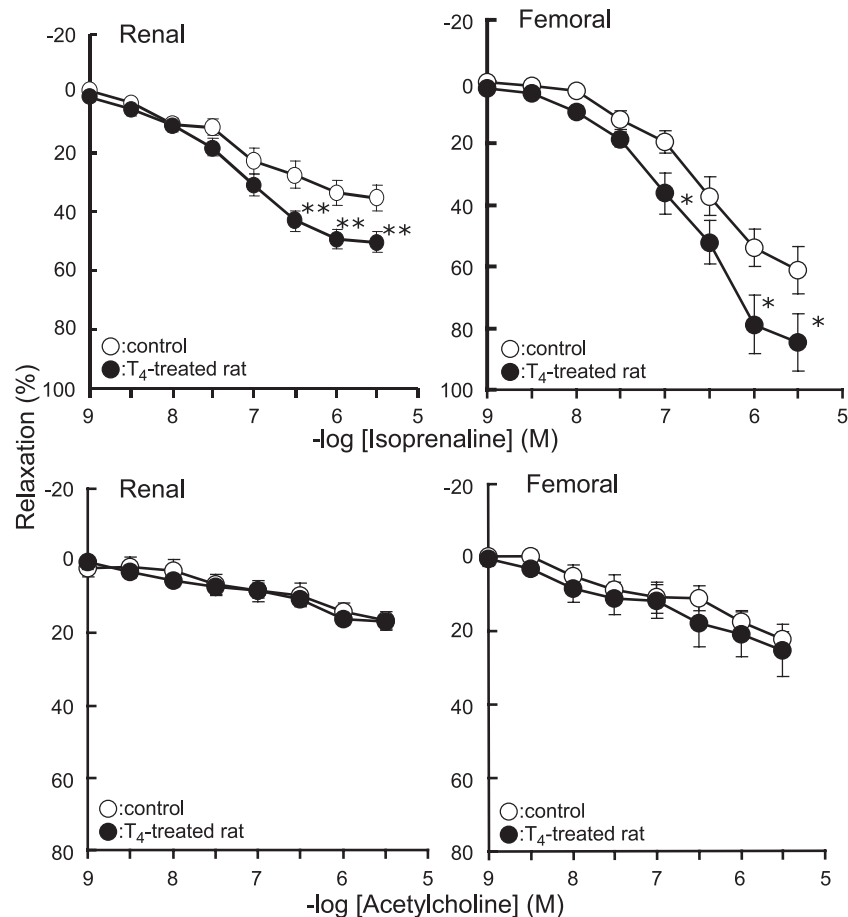 Relaxation (%)
Renal
-20
0
20
40
60
80
100
**
**
**
○:control
●:T₄-treated rat
9 8 7 6 5
Femoral
-20
0
20
40
60
80
100
*
*
*
○:control
●:T₄-treated rat
9 8 7 6 5
-log [Isoprenaline] (M)
Renal
-20
0
20
40
60
80
○:control
●:T₄-treated rat
9 8 7 6 5
Femoral
-20
0
20
40
60
80
○:control
●:T₄-treated rat
9 8 7 6 5
-log [Acetylcholine] (M)